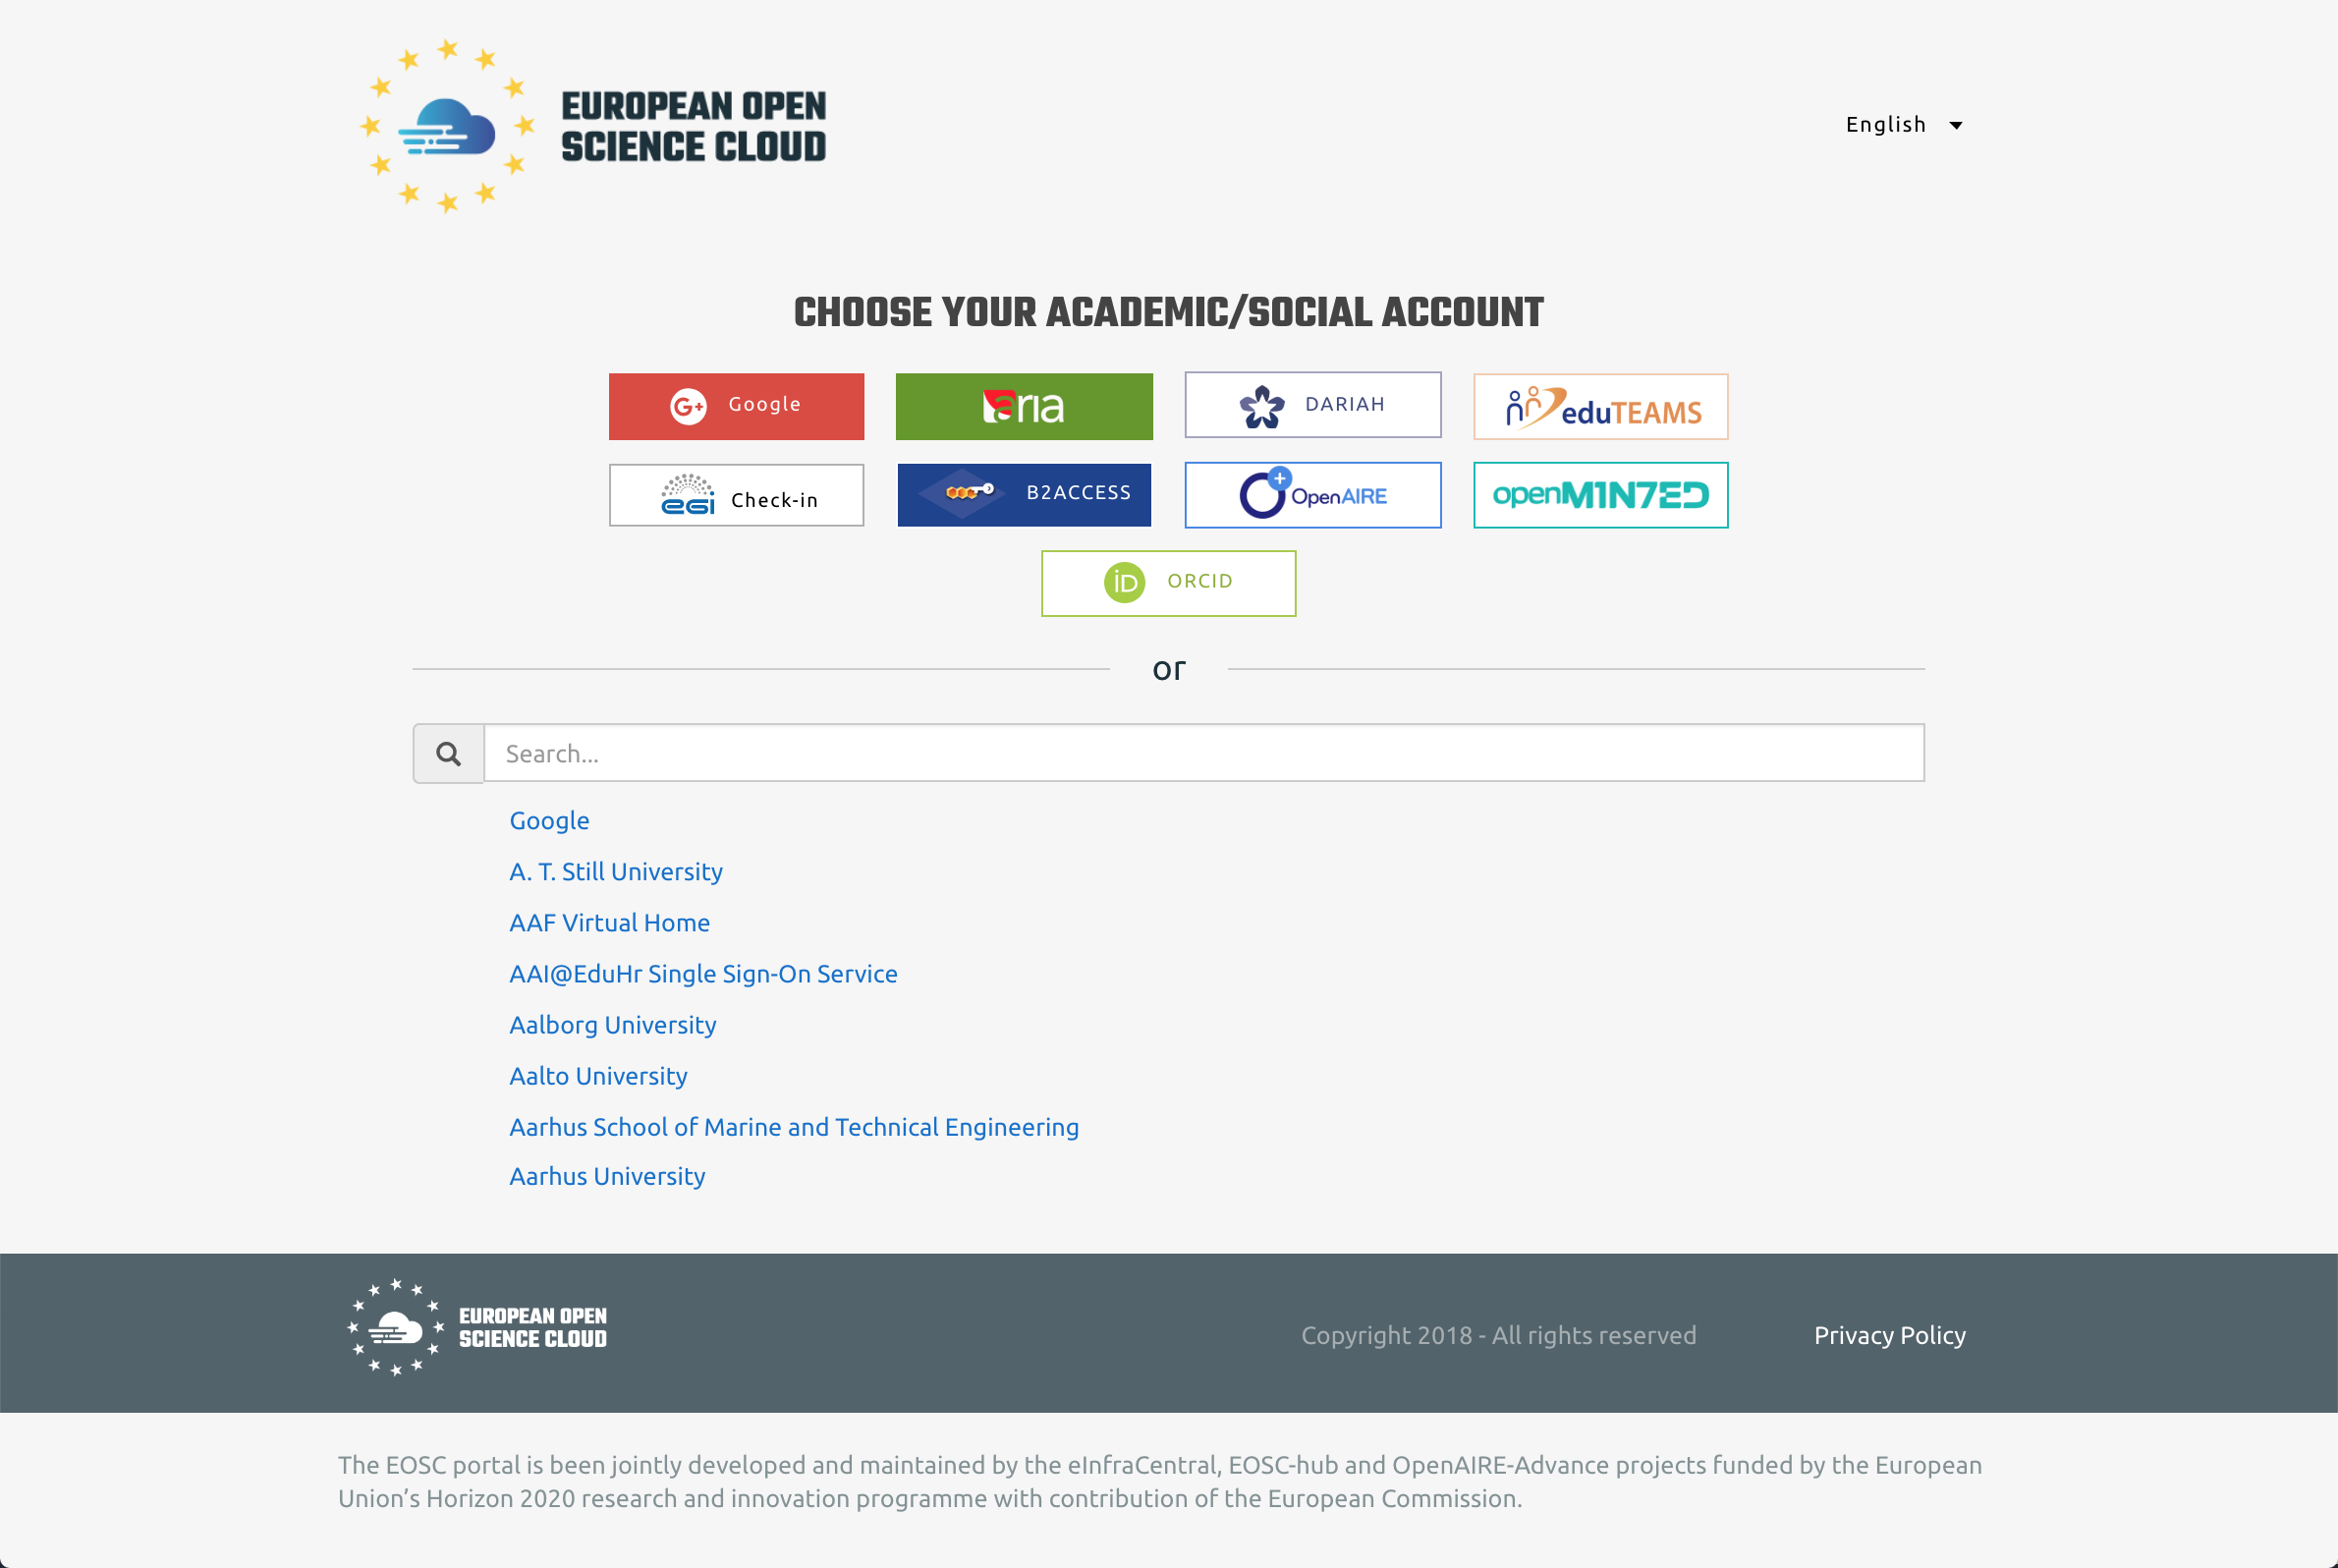 EUROPEAN OPEN
SCIENCE CLOUD
English
CHOOSE YOUR ACADEMIC/SOCIAL ACCOUNT
G+ Google
aria
DARIAH
eduTEAMS
egi Check-in
B2ACCESS
OpenAIRE
openM1N7ED
iD ORCID
or
Search...
Google
A. T. Still University
AAF Virtual Home
AAI@EduHr Single Sign-On Service
Aalborg University
Aalto University
Aarhus School of Marine and Technical Engineering
Aarhus University
EUROPEAN OPEN
SCIENCE CLOUD
Copyright 2018 - All rights reserved
Privacy Policy
The EOSC portal is been jointly developed and maintained by the eInfraCentral, EOSC-hub and OpenAIRE-Advance projects funded by the European
Union’s Horizon 2020 research and innovation programme with contribution of the European Commission.